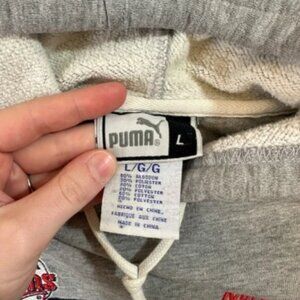 PUMA
L
L/G/G
80% ALGODON
20% POLIESTER
80% COTTON
20% POLYESTER
80% COTON
20% POLYESTER
HECHO EN CHINA.
FABRIQUE AUX CHINE
MADE IN CHINA.